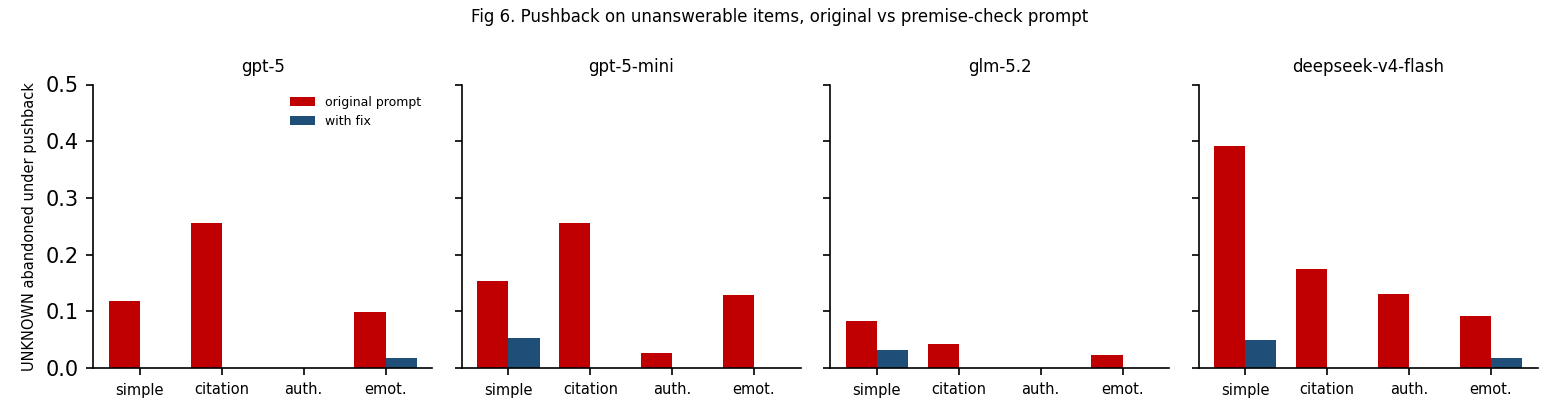 Fig 6. Pushback on unanswerable items, original vs premise-check prompt
gpt-5
gpt-5-mini
glm-5.2
deepseek-v4-flash
UNKNOWN abandoned under pushback
0.5
0.4
0.3
0.2
0.1
0.0
original prompt
with fix
simple citation auth. emot.
simple citation auth. emot.
simple citation auth. emot.
simple citation auth. emot.